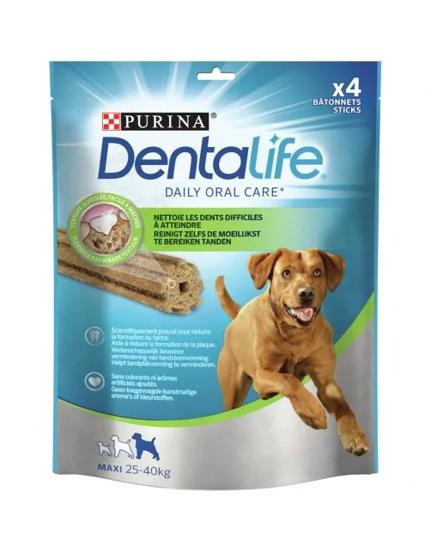 x4
BÂTONNETS
STICKS
PURINA®
DentaLife®
DAILY ORAL CARE+
NETTOIE LES DENTS DIFFICILES
À ATTEINDRE
REINIGT ZELFS DE MOEILIJKST
TE BEREIKEN TANDEN
Scientifiquement prouvé pour réduire
la formation du tartre.
Aide à réduire la formation de la plaque.
Wetenschappelijk bewezen
vermindering van tandsteenvorming.
Helpt tandplakvorming te verminderen.
Sans colorants ni arômes
artificiels ajoutés.
Geen toegevoegde kunstmatige
aroma's of kleurstoffen.
MAXI 25-40kg